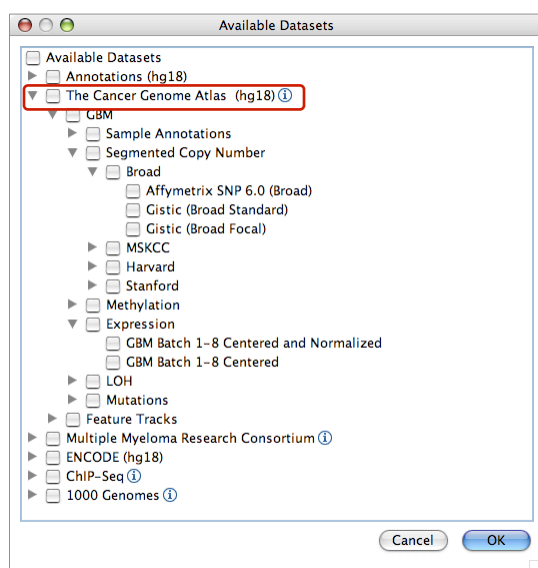 Available Datasets
Available Datasets
Annotations (hg18)
The Cancer Genome Atlas (hg18)
GBM
Sample Annotations
Segmented Copy Number
Broad
Affymetrix SNP 6.0 (Broad)
Gistic (Broad Standard)
Gistic (Broad Focal)
MSKCC
Harvard
Stanford
Methylation
Expression
GBM Batch 1-8 Centered and Normalized
GBM Batch 1-8 Centered
LOH
Mutations
Feature Tracks
Multiple Myeloma Research Consortium
ENCODE (hg18)
ChIP-Seq
1000 Genomes
Cancel OK